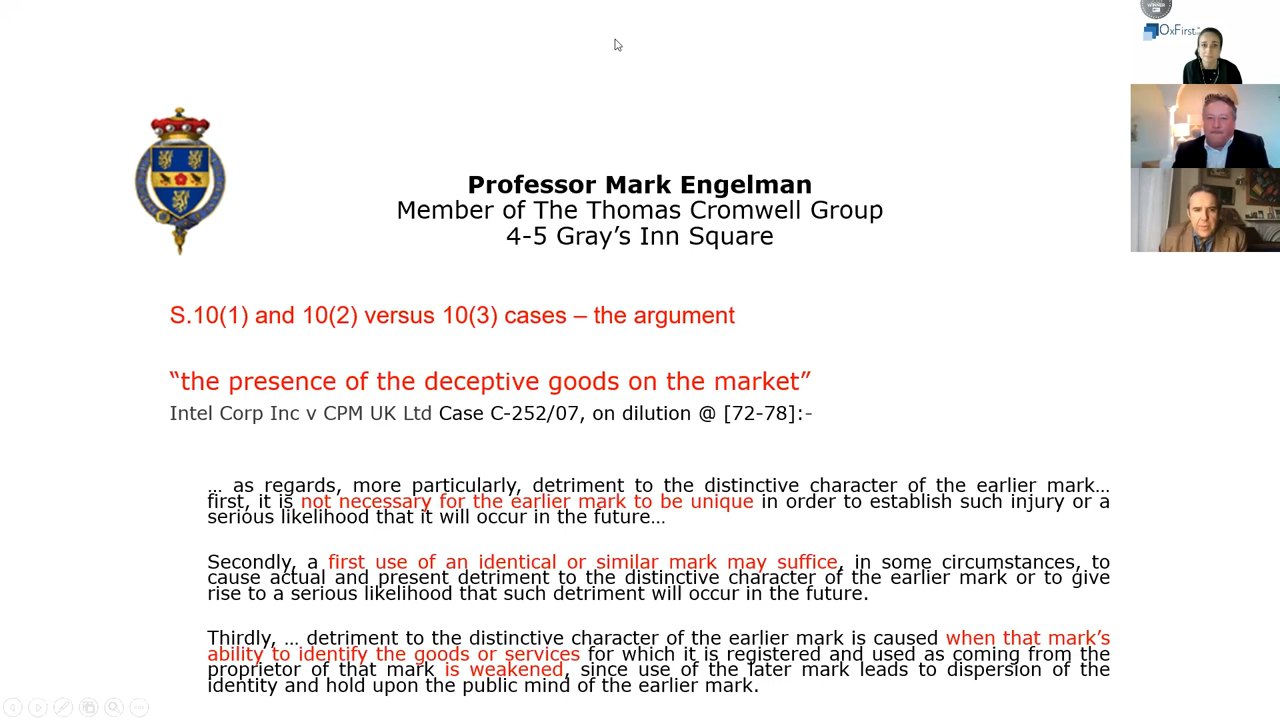 WINNER
OxFirst
Professor Mark Engelman
Member of The Thomas Cromwell Group
4-5 Gray’s Inn Square
S.10(1) and 10(2) versus 10(3) cases – the argument
“the presence of the deceptive goods on the market”
Intel Corp Inc v CPM UK Ltd Case C-252/07, on dilution @ [72-78]:-
… as regards, more particularly, detriment to the distinctive character of the earlier mark…
first, it is not necessary for the earlier mark to be unique in order to establish such injury or a
serious likelihood that it will occur in the future…
Secondly, a first use of an identical or similar mark may suffice, in some circumstances, to
cause actual and present detriment to the distinctive character of the earlier mark or to give
rise to a serious likelihood that such detriment will occur in the future.
Thirdly, … detriment to the distinctive character of the earlier mark is caused when that mark’s
ability to identify the goods or services for which it is registered and used as coming from the
proprietor of that mark is weakened, since use of the later mark leads to dispersion of the
identity and hold upon the public mind of the earlier mark.